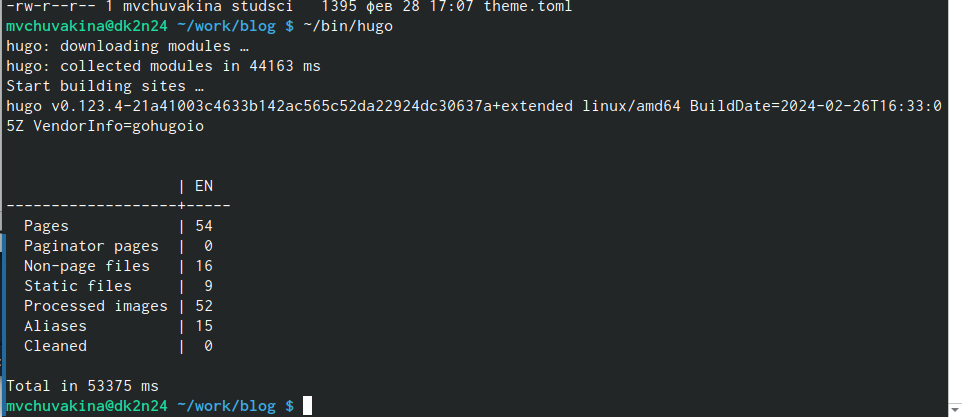 -rw-r--r-- 1 mvchuvakina studsci   1395 фев 28 17:07 theme.toml
mvchuvakina@dk2n24 ~/work/blog $ ~/bin/hugo
hugo: downloading modules …
hugo: collected modules in 44163 ms
Start building sites …
hugo v0.123.4-21a41003c4633b142ac565c52da22924dc30637a+extended linux/amd64 BuildDate=2024-02-26T16:33:0
5Z VendorInfo=gohugoio
                   | EN
-------------------+-----
  Pages            | 54
  Paginator pages  |  0
  Non-page files   | 16
  Static files     |  9
  Processed images | 52
  Aliases          | 15
  Cleaned          |  0
Total in 53375 ms
mvchuvakina@dk2n24 ~/work/blog $